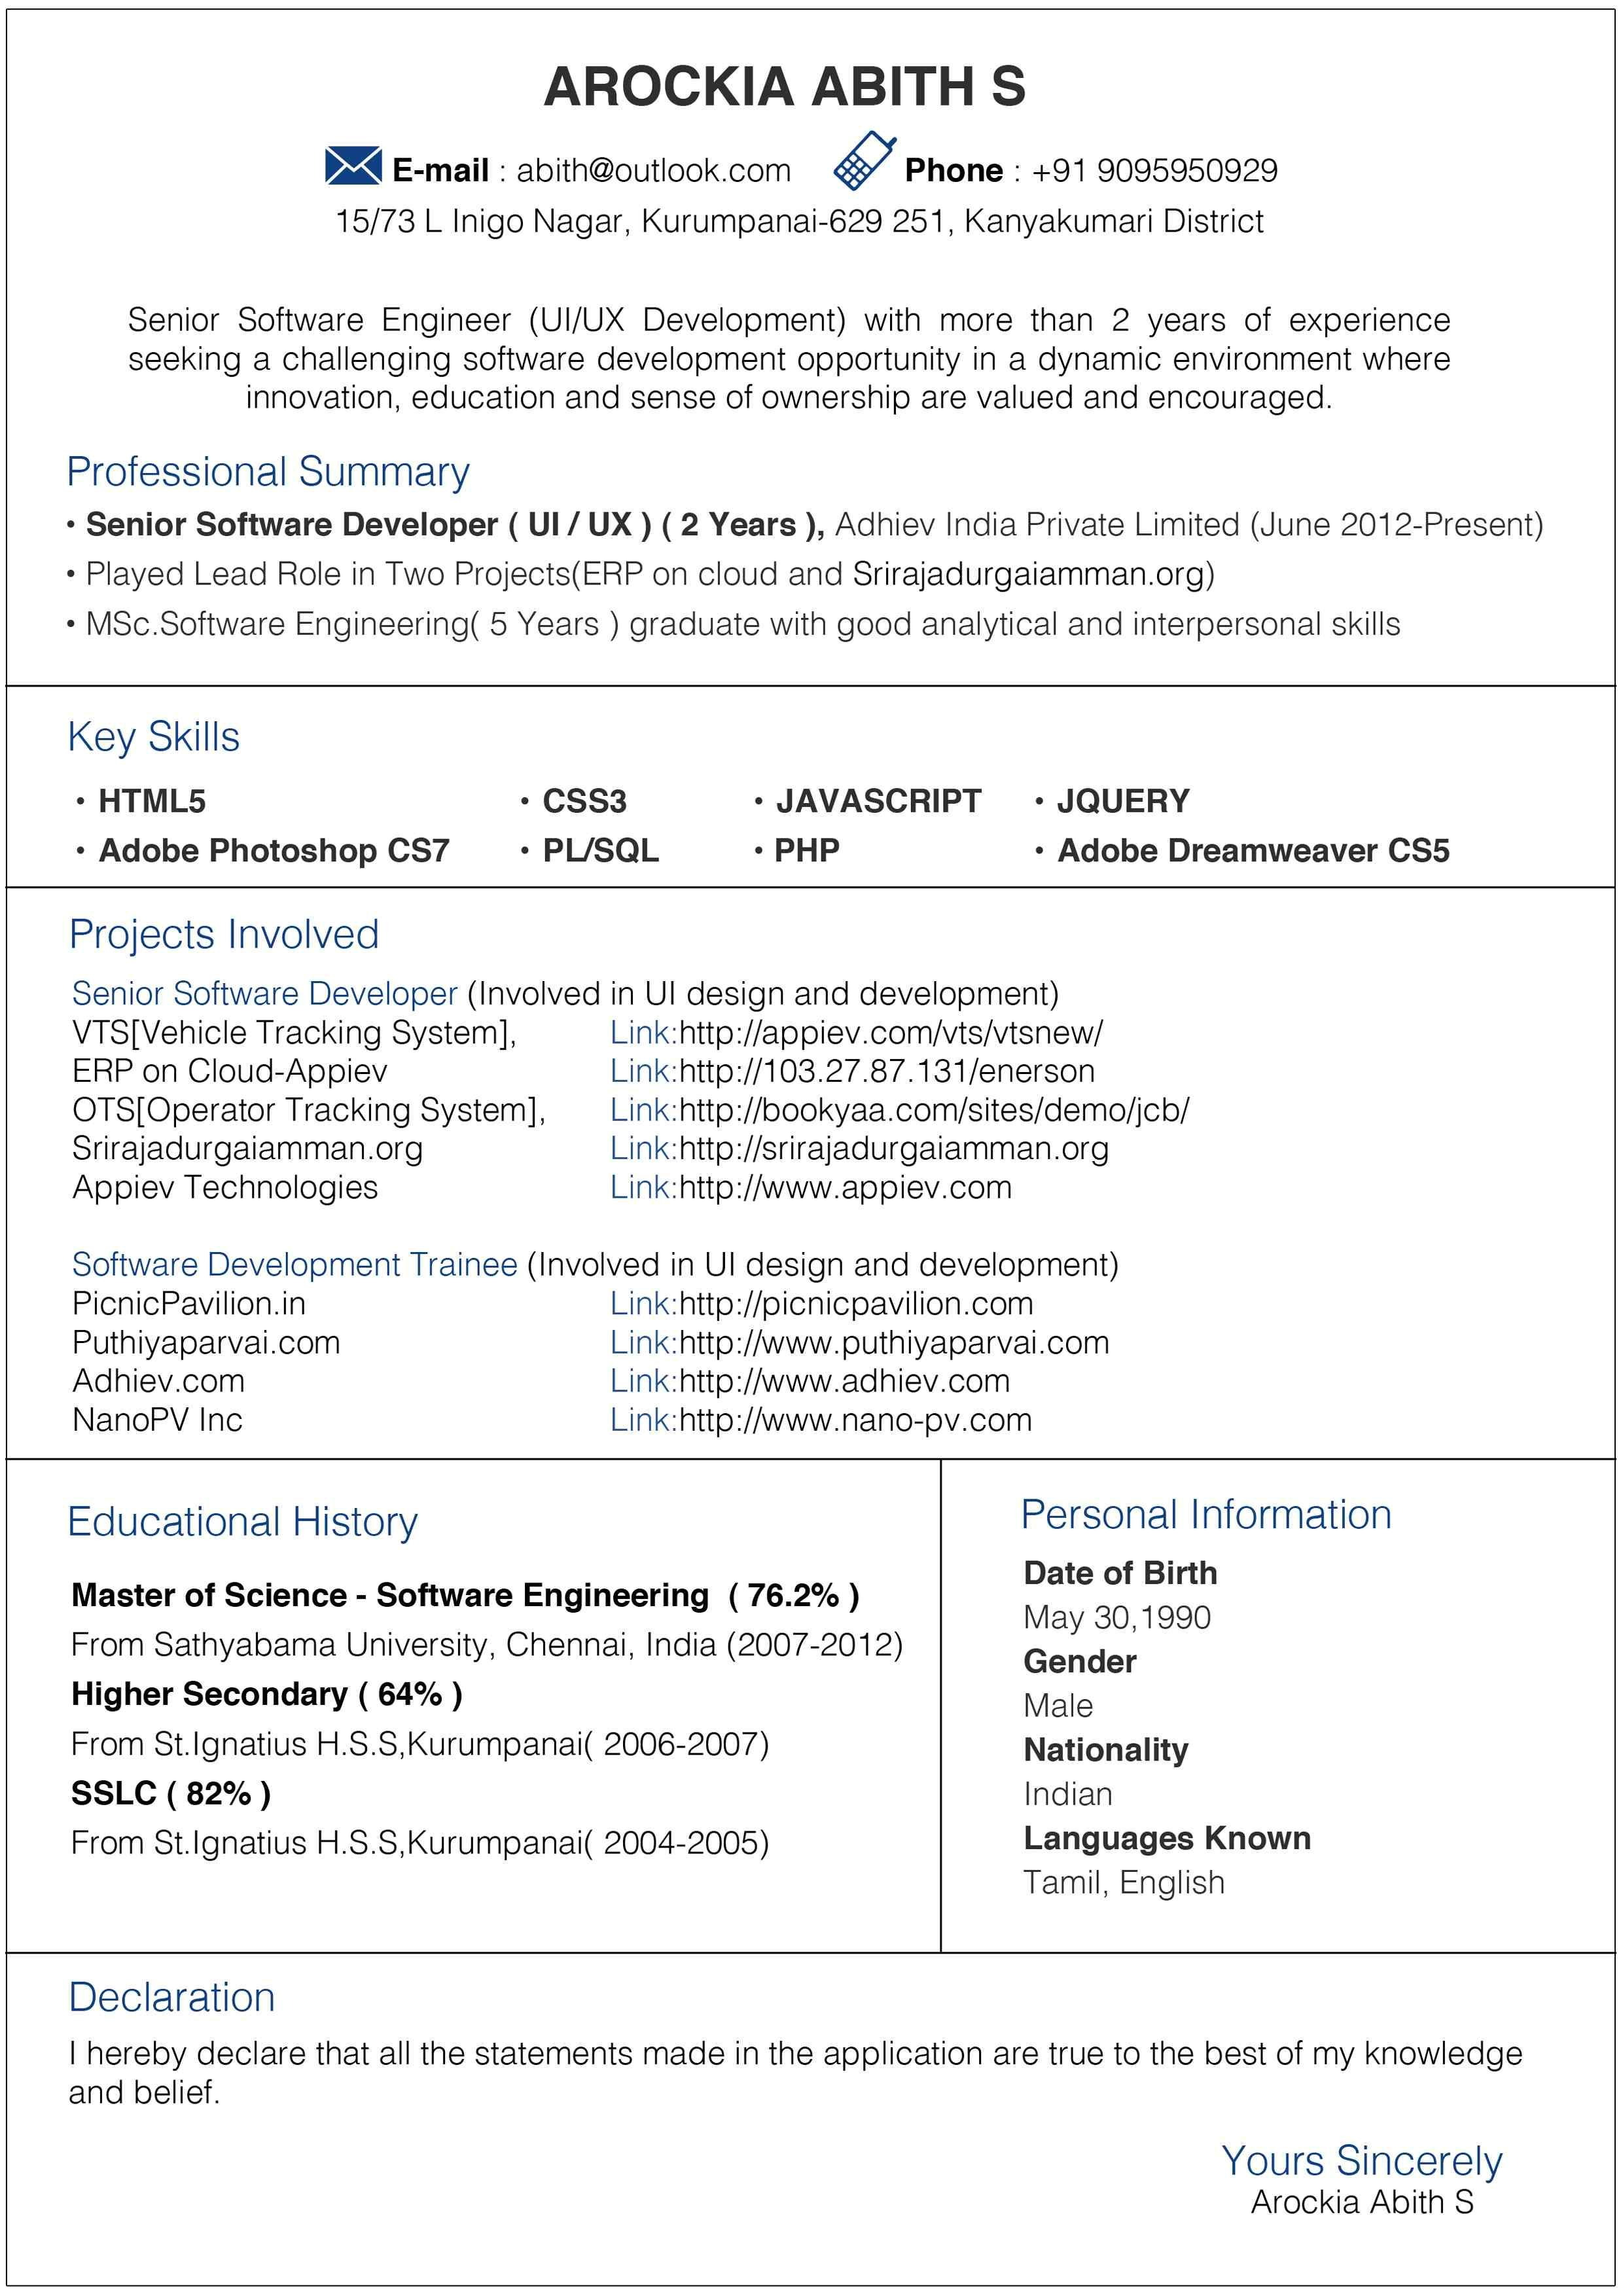 AROCKIA ABITH S
E-mail : abith@outlook.com Phone : +91 9095950929
15/73 L Inigo Nagar, Kurumpanai-629 251, Kanyakumari District
Senior Software Engineer (UI/UX Development) with more than 2 years of experience
seeking a challenging software development opportunity in a dynamic environment where
innovation, education and sense of ownership are valued and encouraged.
Professional Summary
• Senior Software Developer ( UI / UX ) ( 2 Years ), Adhiev India Private Limited (June 2012-Present)
• Played Lead Role in Two Projects(ERP on cloud and Srirajadurgaiamman.org)
• MSc.Software Engineering( 5 Years ) graduate with good analytical and interpersonal skills
Key Skills
• HTML5 • CSS3 • JAVASCRIPT • JQUERY
• Adobe Photoshop CS7 • PL/SQL • PHP • Adobe Dreamweaver CS5
Projects Involved
Senior Software Developer (Involved in UI design and development)
VTS[Vehicle Tracking System], Link:http://appiev.com/vts/vtsnew/
ERP on Cloud-Appiev Link:http://103.27.87.131/enerson
OTS[Operator Tracking System], Link:http://bookyaa.com/sites/demo/jcb/
Srirajadurgaiamman.org Link:http://srirajadurgaiamman.org
Appiev Technologies Link:http://www.appiev.com
Software Development Trainee (Involved in UI design and development)
PicnicPavilion.in Link:http://picnicpavilion.com
Puthiyaparvai.com Link:http://www.puthiyaparvai.com
Adhiev.com Link:http://www.adhiev.com
NanoPV Inc Link:http://www.nano-pv.com
Educational History
Master of Science - Software Engineering ( 76.2% )
From Sathyabama University, Chennai, India (2007-2012)
Higher Secondary ( 64% )
From St.Ignatius H.S.S,Kurumpanai( 2006-2007)
SSLC ( 82% )
From St.Ignatius H.S.S,Kurumpanai( 2004-2005)
Personal Information
Date of Birth
May 30,1990
Gender
Male
Nationality
Indian
Languages Known
Tamil, English
Declaration
I hereby declare that all the statements made in the application are true to the best of my knowledge
and belief.
Yours Sincerely
Arockia Abith S